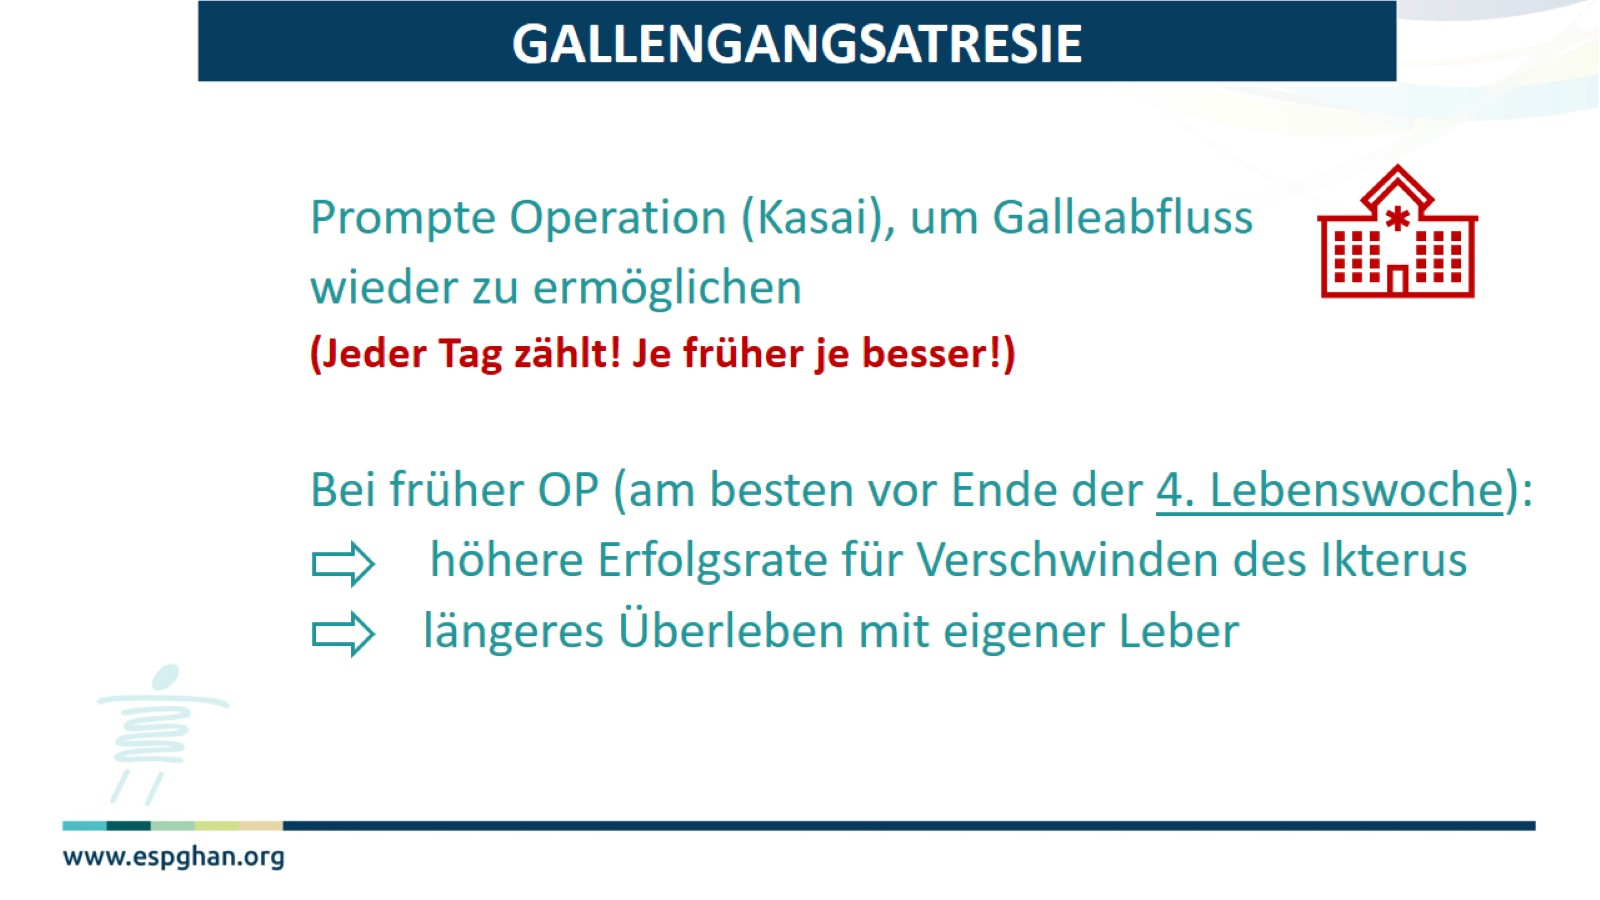 GALLENGANGSATRESIE
Prompte Operation (Kasai), um Galleabfluss
wieder zu ermöglichen
(Jeder Tag zählt! Je früher je besser!)
Bei früher OP (am besten vor Ende der 4. Lebenswoche):
höhere Erfolgsrate für Verschwinden des Ikterus
längeres Überleben mit eigener Leber
www.espghan.org